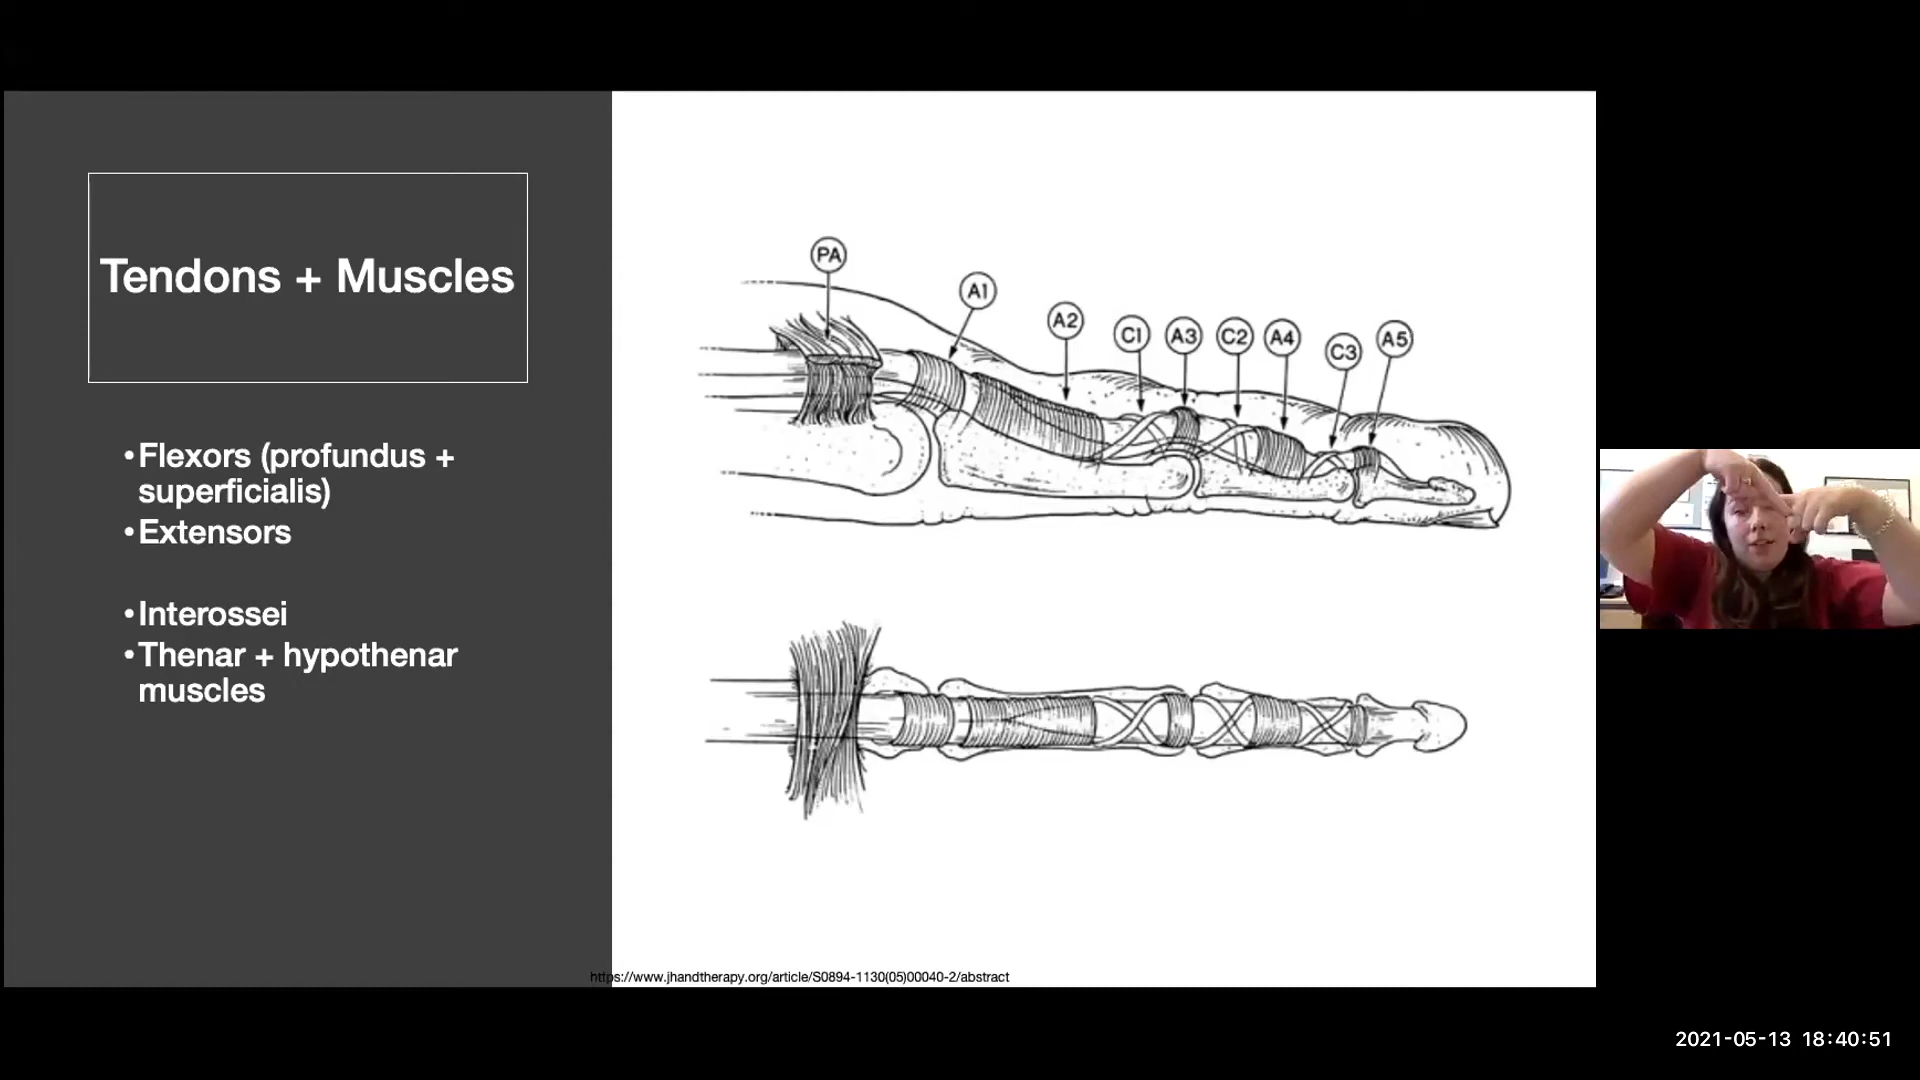 Tendons + Muscles
•Flexors (profundus +
superficialis)
•Extensors
•Interossei
•Thenar + hypothenar
muscles
PA
A1
A2
C1
A3
C2
A4
C3
A5
https://www.jhandtherapy.org/article/S0894-1130(05)00040-2/abstract
2021-05-13 18:40:51